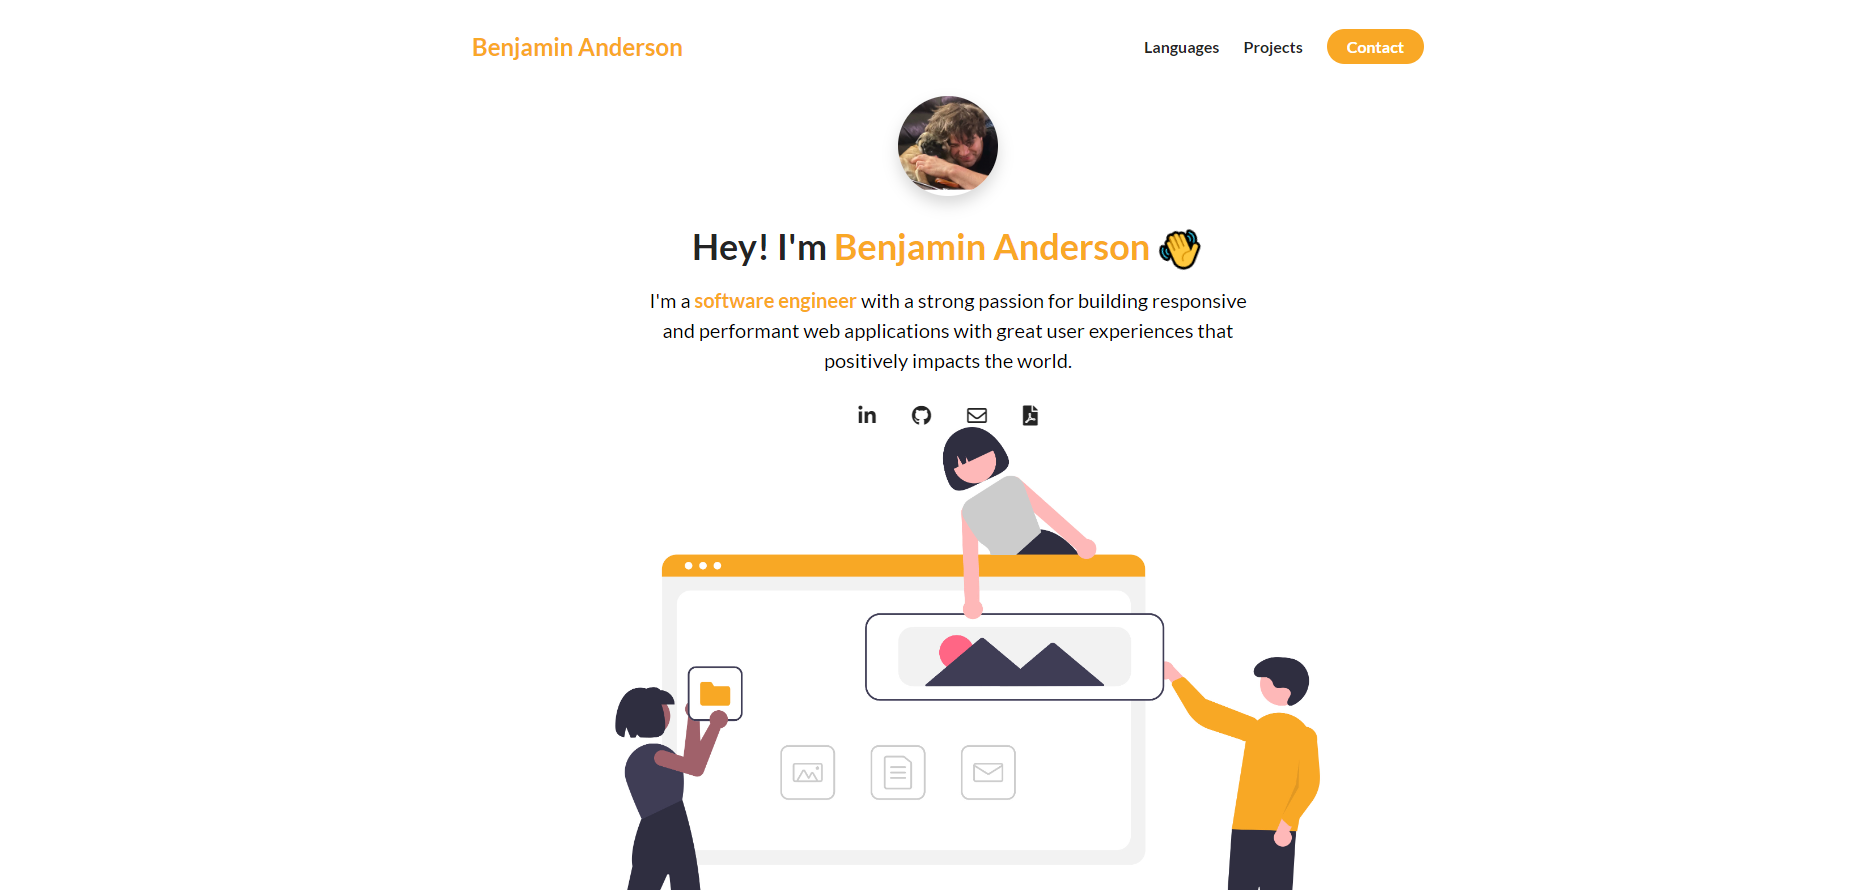 Benjamin Anderson
Languages Projects Contact
Hey! I'm Benjamin Anderson 👋
I'm a software engineer with a strong passion for building responsive
and performant web applications with great user experiences that
positively impacts the world.
in